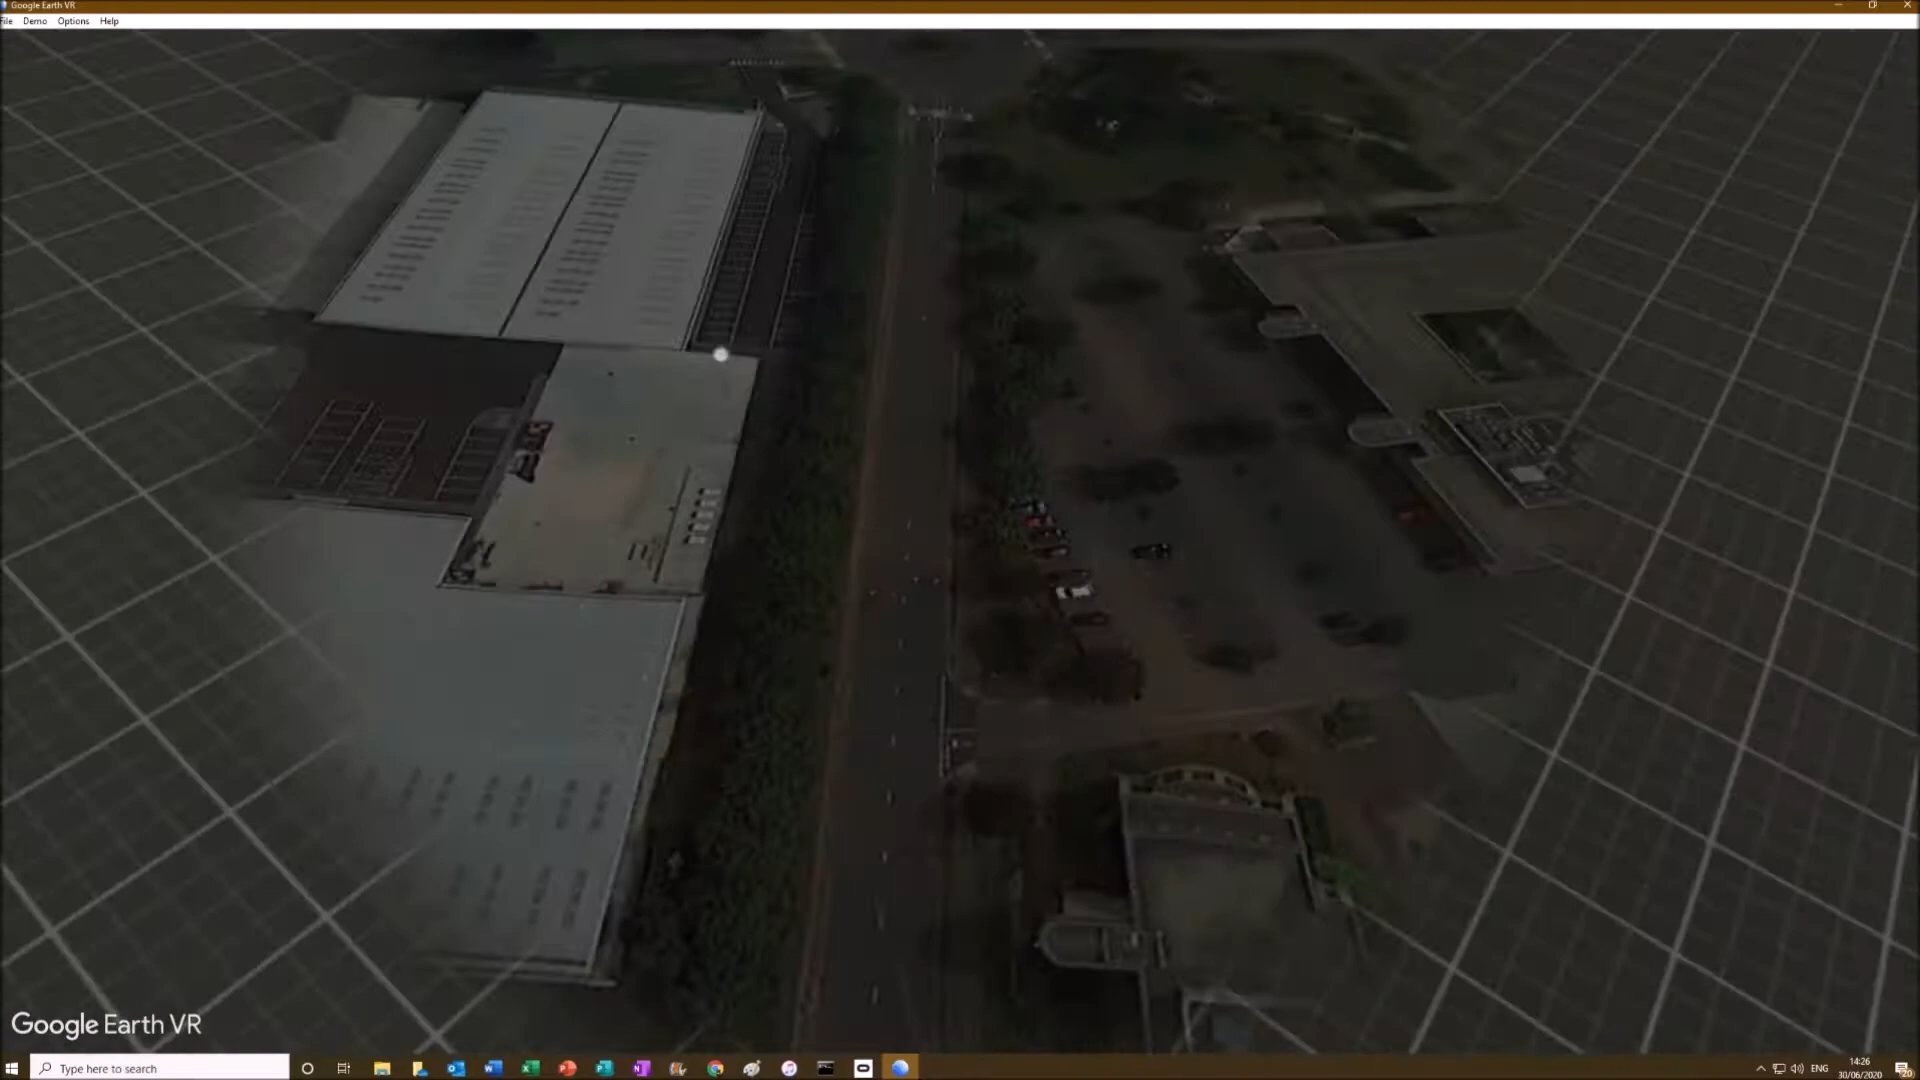 Google Earth VR
File Demo Options Help
Google Earth VR
Type here to search
ENG
14:26
30/06/2020
20